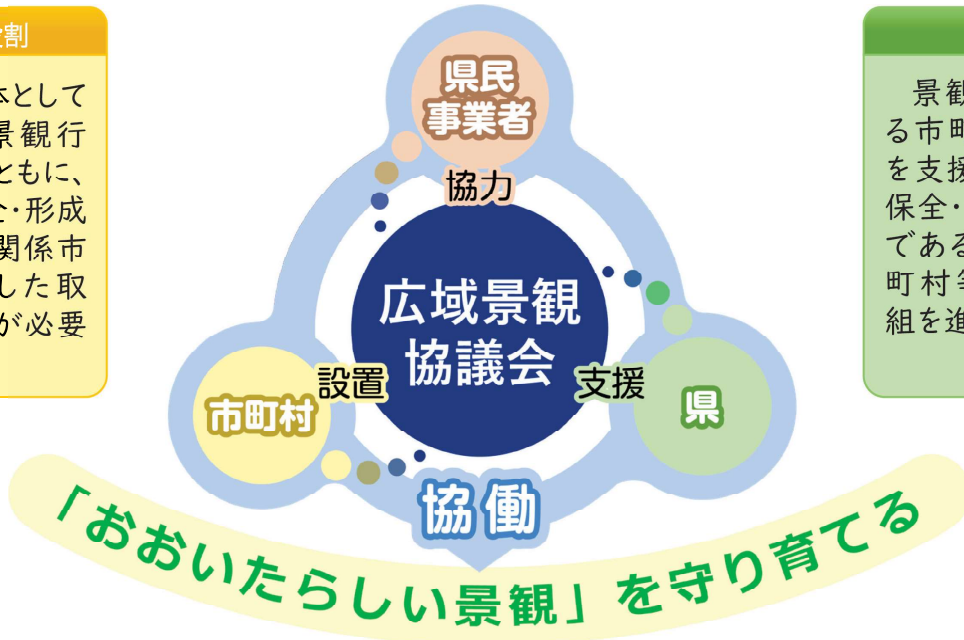 割
本として
景観行
ともに、
全・形成
関係市
した取
が必要
県民
事業者
協力
広域景観
協議会
設置
支援
市町村
県
協働
「おおいたらしい景観」を守り育てる
景観
る市町
を支援
保全・
である
町村等
組を進